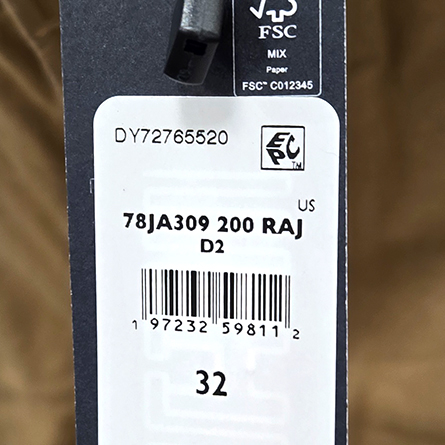 FSC
MIX
Paper
FSC™ C012345
DY72765520
EPC
TM
US
78JA309 200 RAJ
D2
1 97232 59811 2
32